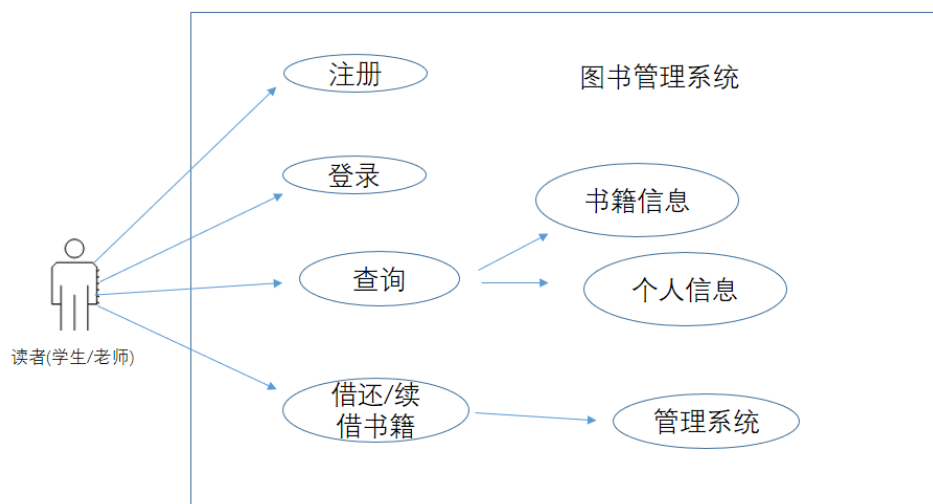 注册
图书管理系统
登录
书籍信息
查询
个人信息
读者(学生/老师)
借还/续
借书籍
管理系统